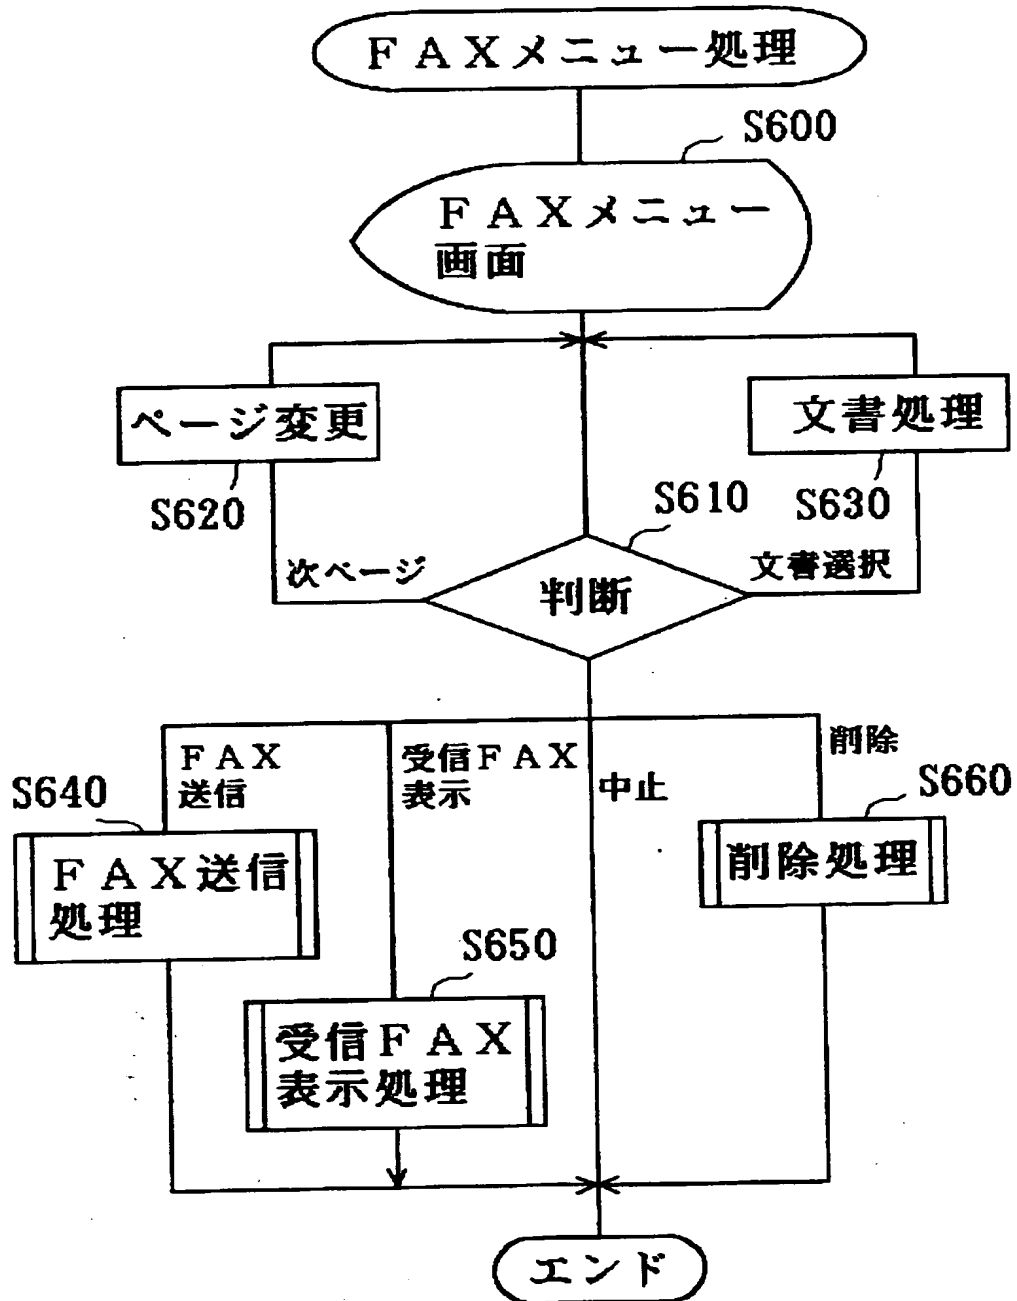 ＦＡＸメニュー処理
S600
ＦＡＸメニュー
画面
ページ変更
文書処理
S620
S610
S630
次ページ
文書選択
判断
ＦＡＸ
送信
受信ＦＡＸ
表示
中止
削除
S640
S660
ＦＡＸ送信
処理
削除処理
S650
受信ＦＡＸ
表示処理
エンド